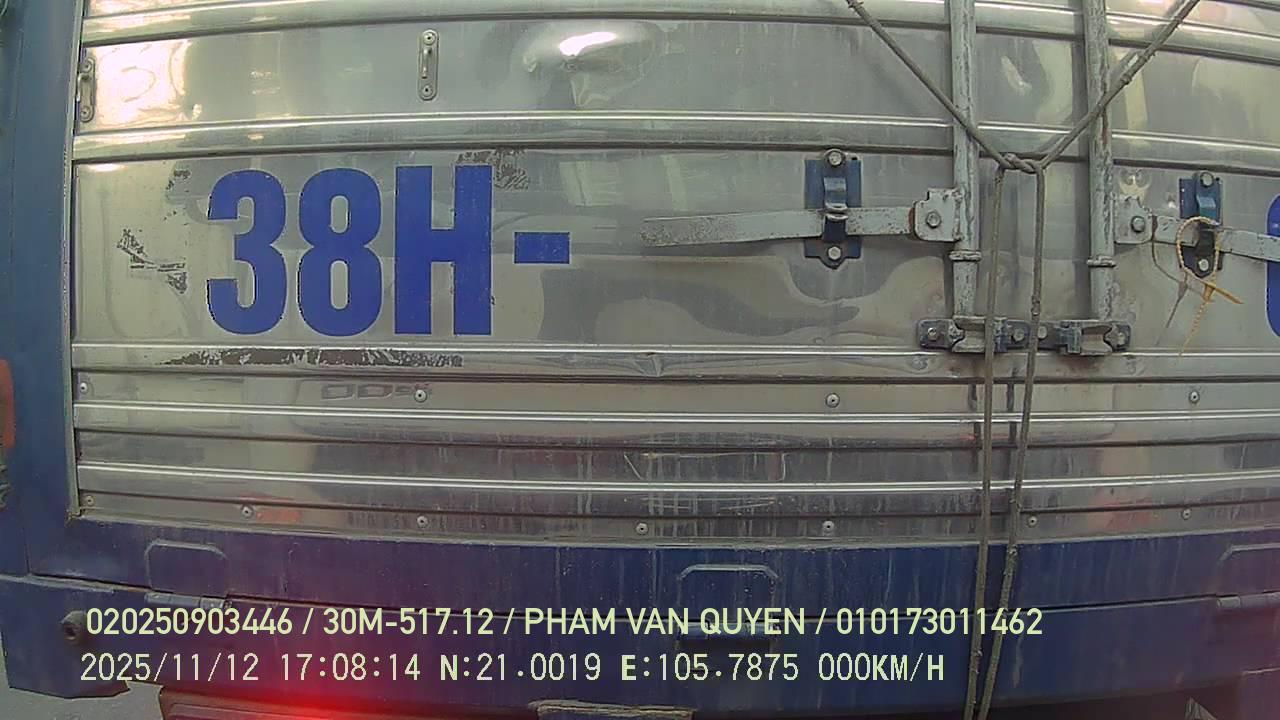 38H-
020250903446 / 30M-517.12 / PHAM VAN QUYEN / 010173011462
2025/11/12 17:08:14 N:21.0019 E:105.7875 000KM/H